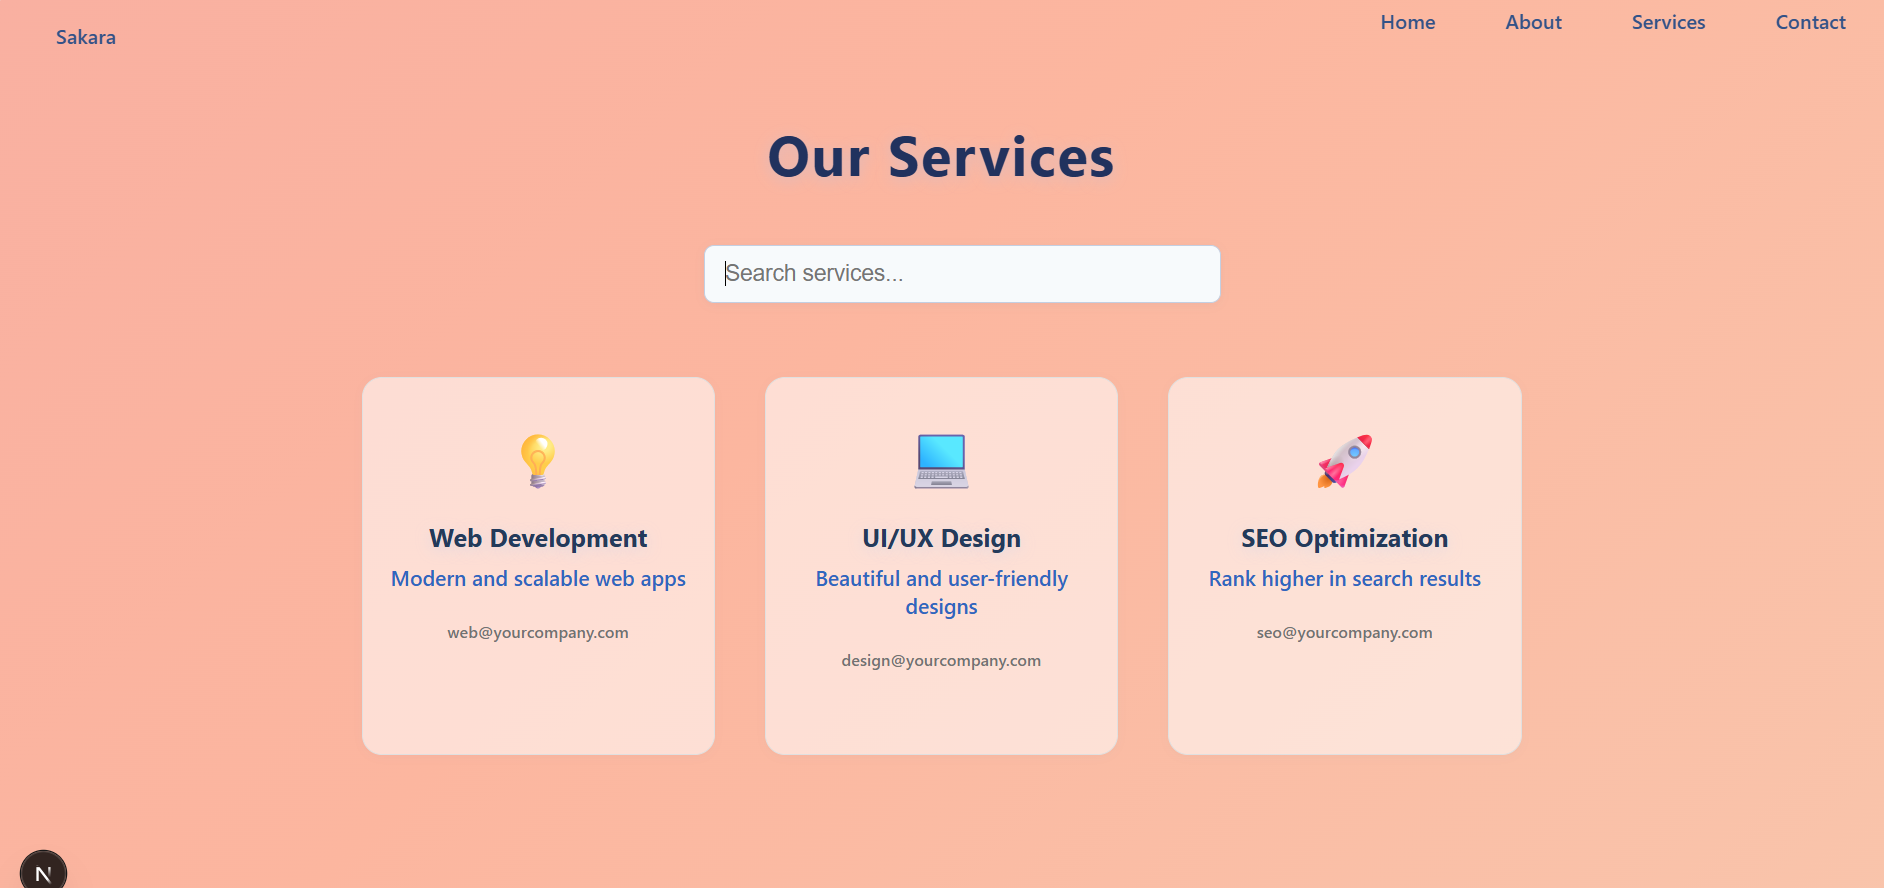 Sakara
Home
About
Services
Contact
Our Services
Search services...
Web Development
Modern and scalable web apps
web@yourcompany.com
UI/UX Design
Beautiful and user-friendly
designs
design@yourcompany.com
SEO Optimization
Rank higher in search results
seo@yourcompany.com
N